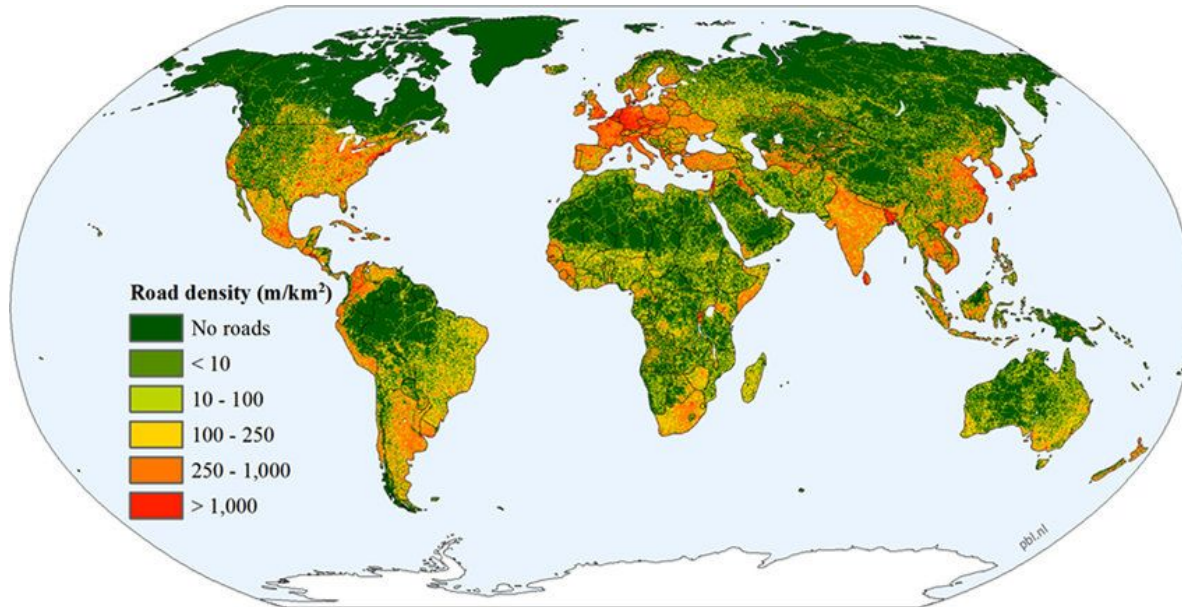 Road density (m/km²)
No roads
< 10
10 - 100
100 - 250
250 - 1,000
> 1,000
pbl.nl